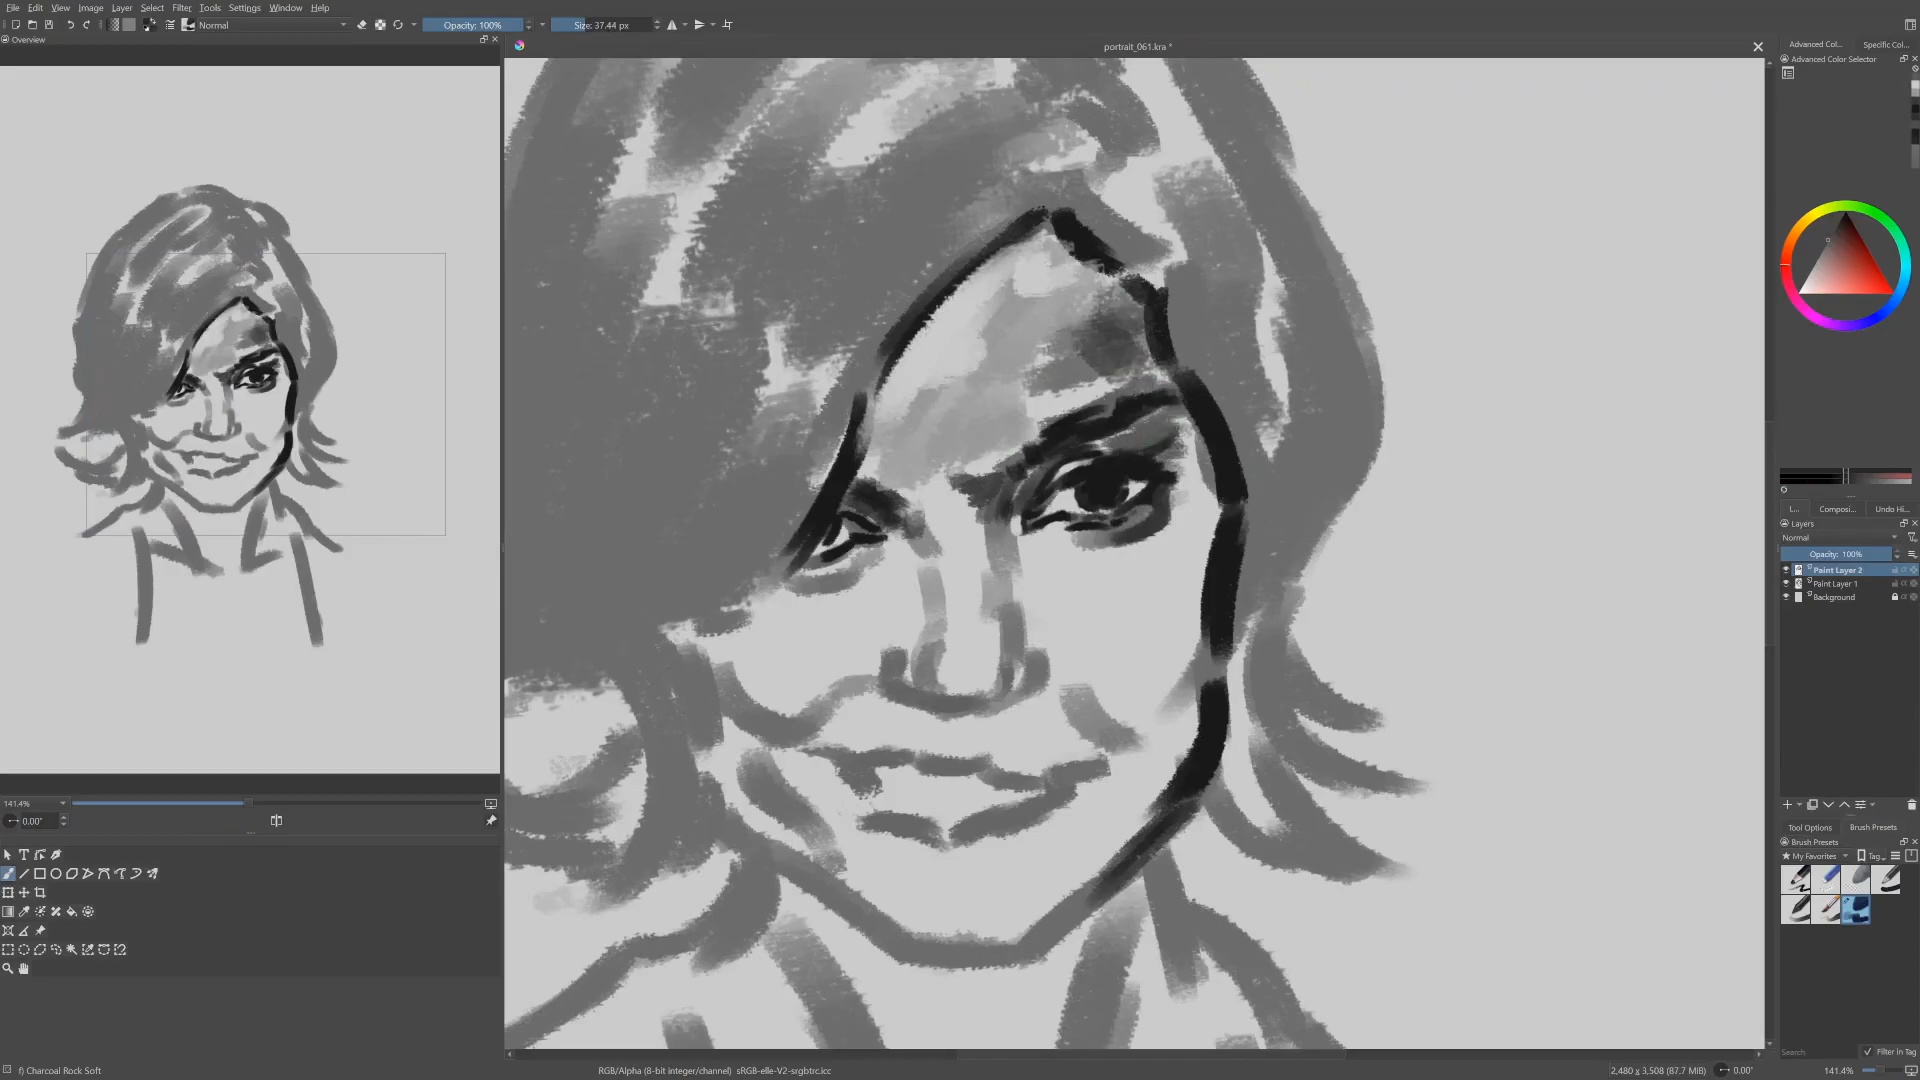 File Edit View Image Layer Select Filter Tools Settings Window Help
Normal Opacity: 100% Size: 37.44 px
Overview
portrait_061.kra *
Advanced Col... Specific Col...
Advanced Color Selector
L... Composi... Undo Hi...
Layers
Normal
Opacity: 100%
Paint Layer 2
Paint Layer 1
Background
141.4%
0.00°
Tool Options Brush Presets
Brush Presets
My Favorites Tag...
Search Filter in Tag
f) Charcoal Rock Soft RGB/Alpha (8-bit integer/channel) sRGB-elle-V2-srgbtrc.icc 2,480 x 3,508 (87.7 MiB) 0.00° 141.4%